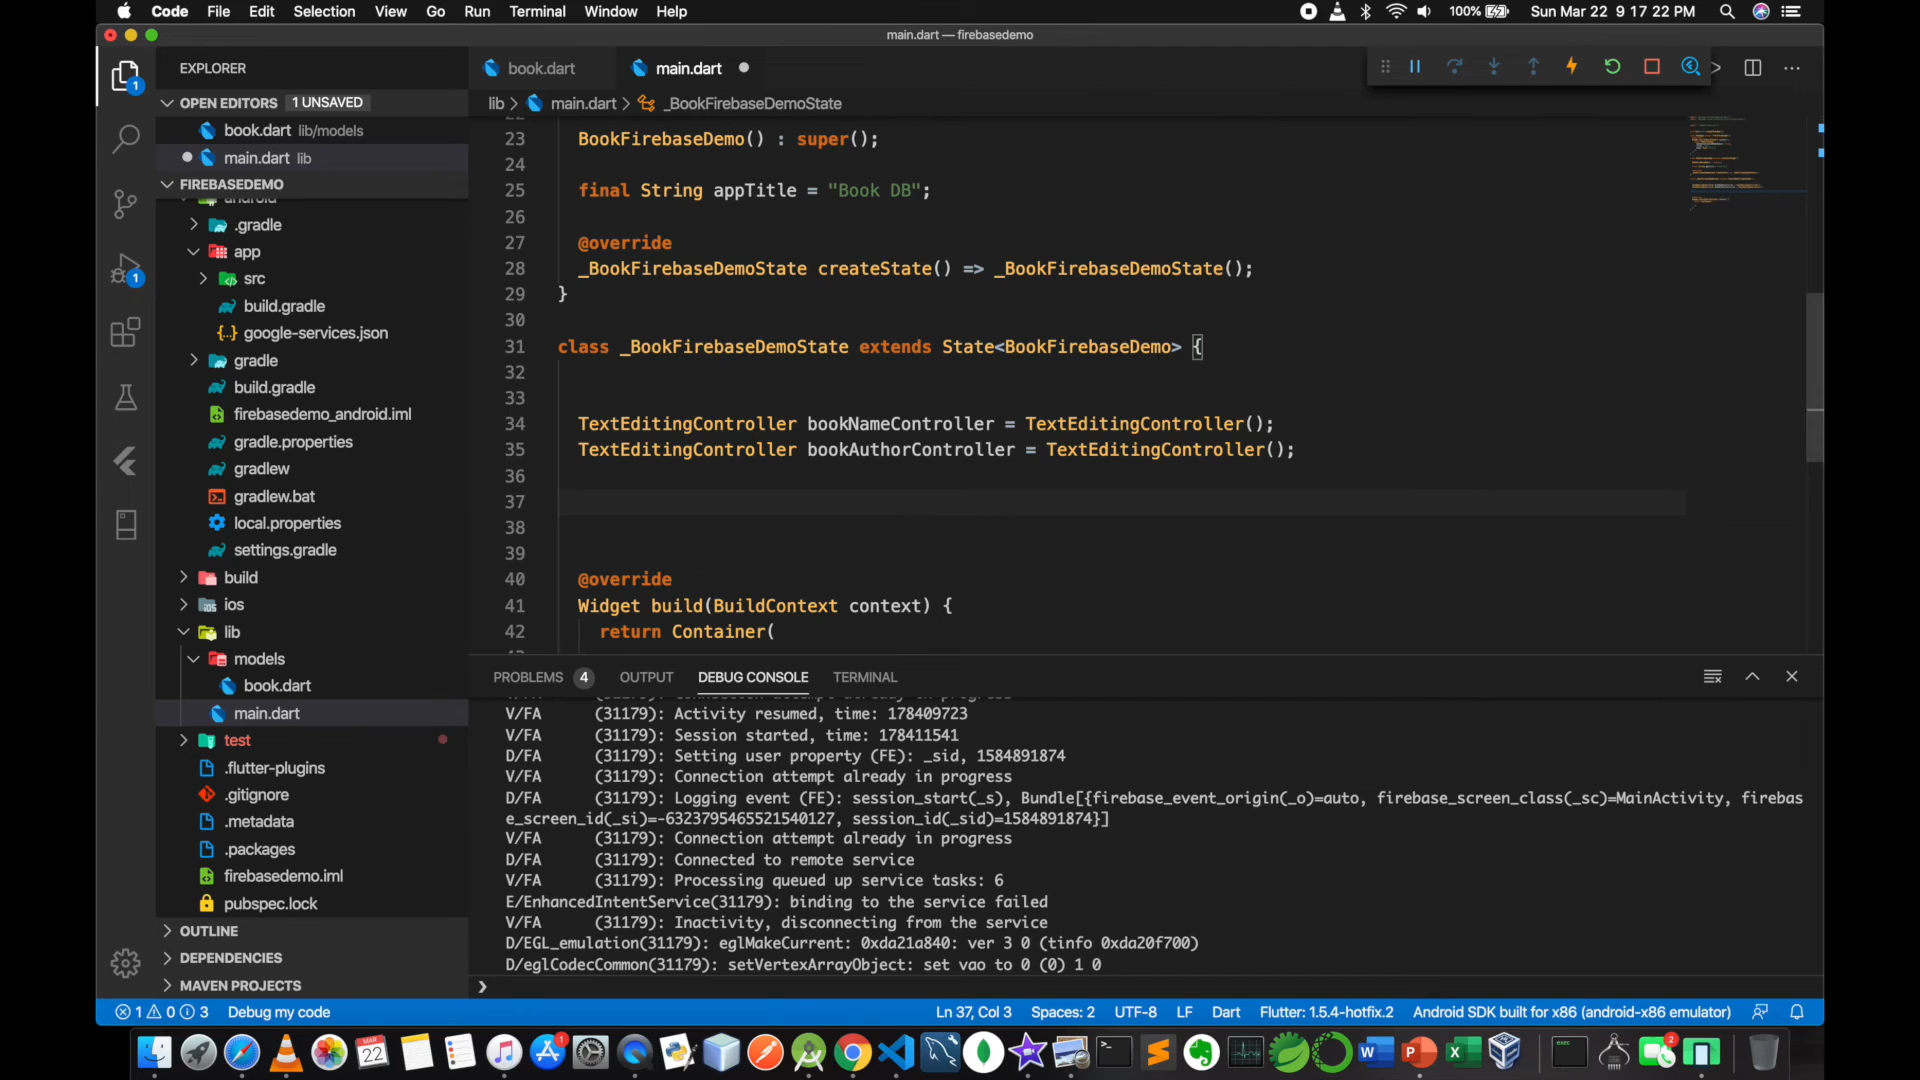 Code File Edit Selection View Go Run Terminal Window Help
100% Sun Mar 22 9 17 22 PM
main.dart — firebasedemo
EXPLORER
OPEN EDITORS 1 UNSAVED
book.dart lib/models
main.dart lib
FIREBASEDEMO
android
.gradle
app
src
build.gradle
google-services.json
gradle
build.gradle
firebasedemo_android.iml
gradle.properties
gradlew
gradlew.bat
local.properties
settings.gradle
build
ios
lib
models
book.dart
main.dart
test
.flutter-plugins
.gitignore
.metadata
.packages
firebasedemo.iml
pubspec.lock
OUTLINE
DEPENDENCIES
MAVEN PROJECTS
book.dart main.dart
lib > main.dart > _BookFirebaseDemoState
22
23 BookFirebaseDemo() : super();
24
25 final String appTitle = "Book DB";
26
27 @override
28 _BookFirebaseDemoState createState() => _BookFirebaseDemoState();
29 }
30
31 class _BookFirebaseDemoState extends State<BookFirebaseDemo> {
32
33
34 TextEditingController bookNameController = TextEditingController();
35 TextEditingController bookAuthorController = TextEditingController();
36
37
38
39
40 @override
41 Widget build(BuildContext context) {
42 return Container(
PROBLEMS 4 OUTPUT DEBUG CONSOLE TERMINAL
V/FA (31179): Connection attempt already in progress
V/FA (31179): Activity resumed, time: 178409723
V/FA (31179): Session started, time: 178411541
D/FA (31179): Setting user property (FE): _sid, 1584891874
V/FA (31179): Connection attempt already in progress
D/FA (31179): Logging event (FE): session_start(_s), Bundle[{firebase_event_origin(_o)=auto, firebase_screen_class(_sc)=MainActivity, firebas
e_screen_id(_si)=-6323795465521540127, session_id(_sid)=1584891874}]
V/FA (31179): Connection attempt already in progress
D/FA (31179): Connected to remote service
V/FA (31179): Processing queued up service tasks: 6
E/EnhancedIntentService(31179): binding to the service failed
V/FA (31179): Inactivity, disconnecting from the service
D/EGL_emulation(31179): eglMakeCurrent: 0xda21a840: ver 3 0 (tinfo 0xda20f700)
D/eglCodecCommon(31179): setVertexArrayObject: set vao to 0 (0) 1 0
1 0 3 Debug my code
Ln 37, Col 3 Spaces: 2 UTF-8 LF Dart Flutter: 1.5.4-hotfix.2 Android SDK built for x86 (android-x86 emulator)